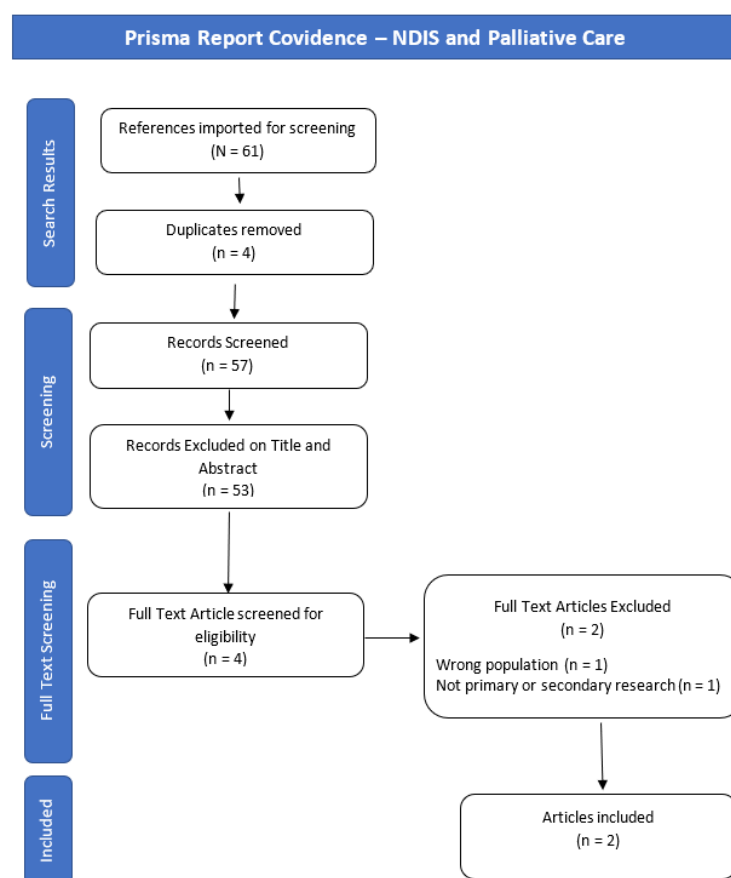 Prisma Report Covidence – NDIS and Palliative Care
Search Results
References imported for screening
(N = 61)
Duplicates removed
(n = 4)
Screening
Records Screened
(n = 57)
Records Excluded on Title and
Abstract
(n = 53)
Full Text Screening
Full Text Article screened for
eligibility
(n = 4)
Full Text Articles Excluded
(n = 2)
Wrong population (n = 1)
Not primary or secondary research (n = 1)
Included
Articles included
(n = 2)